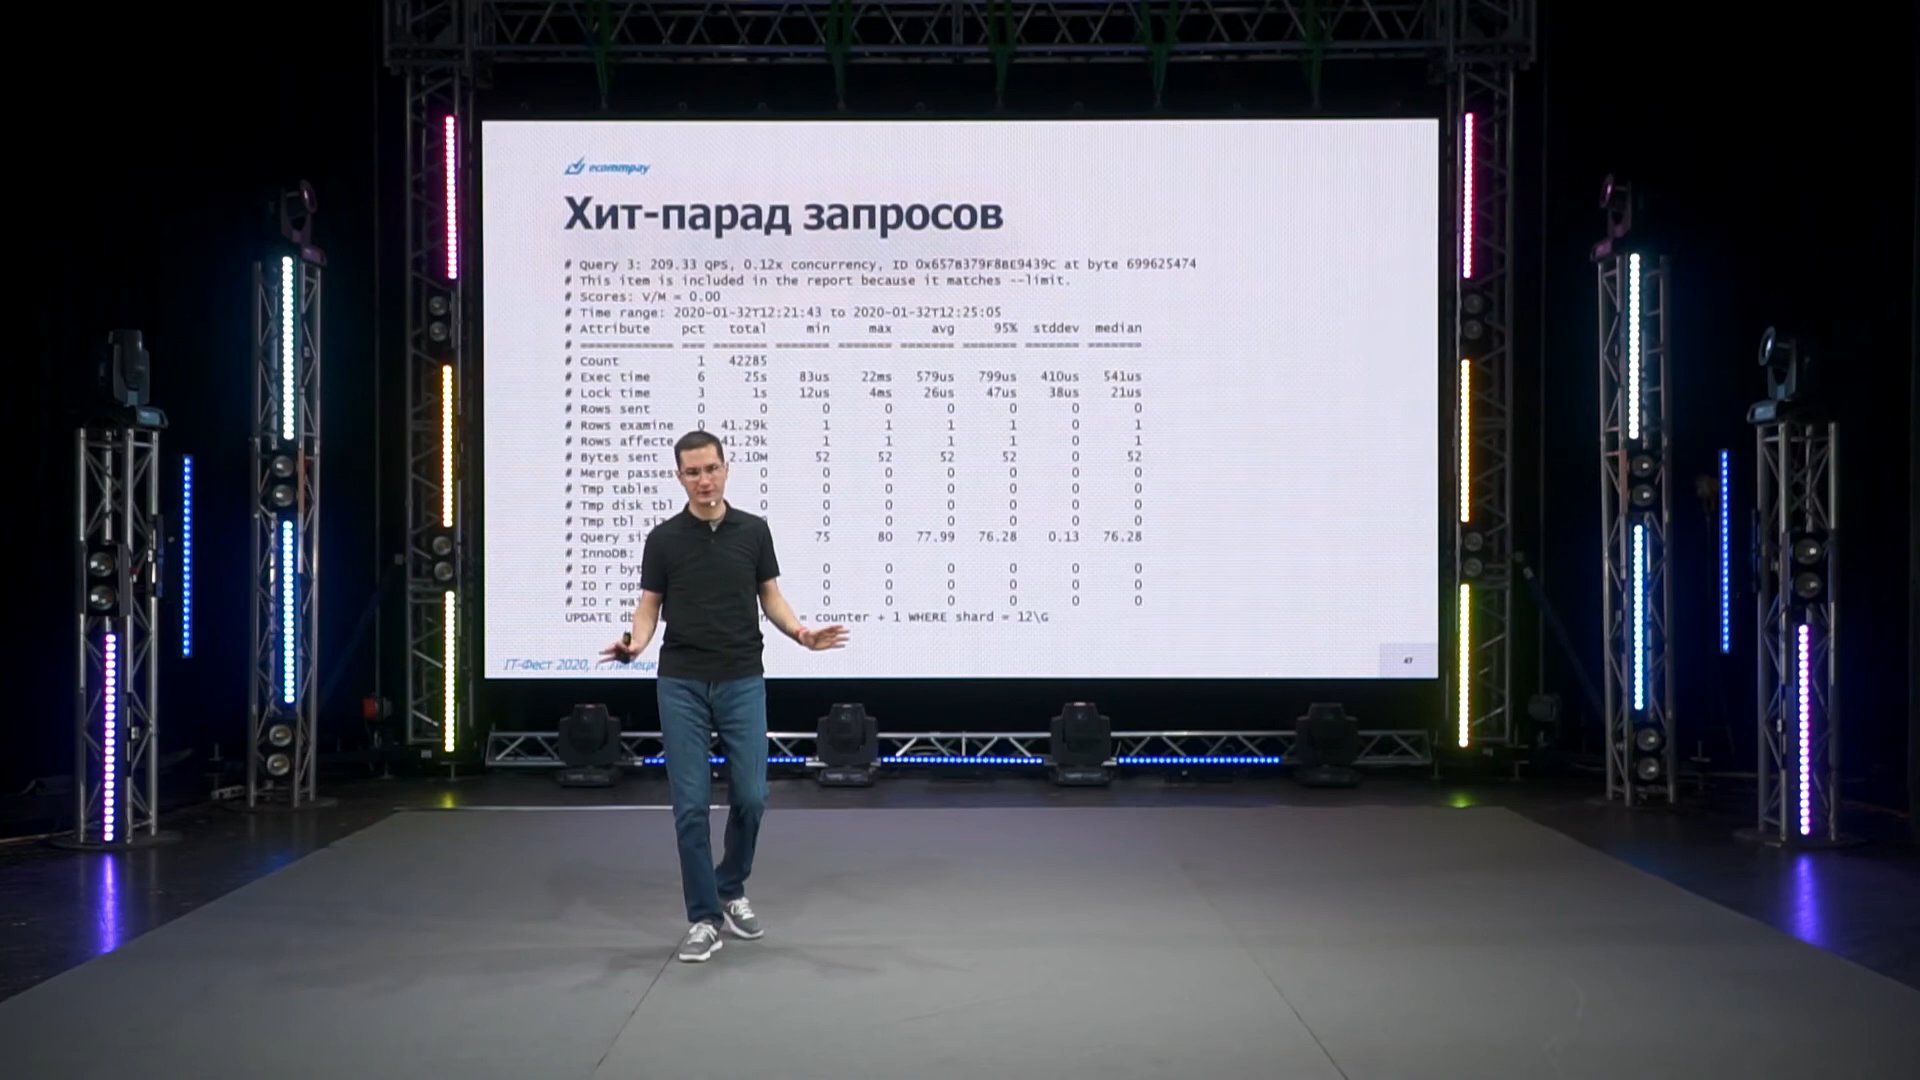 ecommpay
Хит-парад запросов
# Query 3: 209.33 QPS, 0.12x concurrency, ID 0x657B379F8BE9439C at byte 699625474
# This item is included in the report because it matches --limit.
# Scores: V/M = 0.00
# Time range: 2020-01-32T12:21:43 to 2020-01-32T12:25:05
# Attribute pct total min max avg 95% stddev median
# ============ === ======= ======= ======= ======= ======= ======= =======
# Count 1 42285
# Exec time 6 25s 83us 22ms 579us 799us 410us 541us
# Lock time 3 1s 12us 4ms 26us 47us 38us 21us
# Rows sent 0 0 0 0 0 0 0 0
# Rows examine 0 41.29k 1 1 1 1 0 1
# Rows affecte 41.29k 1 1 1 1 0 1
# Bytes sent 2.10M 52 52 52 52 0 52
# Merge passes 0 0 0 0 0 0 0
# Tmp tables 0 0 0 0 0 0 0
# Tmp disk tbl 0 0 0 0 0 0 0
# Tmp tbl siz 0 0 0 0 0 0 0
# Query si 75 80 77.99 76.28 0.13 76.28
# InnoDB:
# IO r byt 0 0 0 0 0 0
# IO r ops 0 0 0 0 0 0
# IO r wai 0 0 0 0 0 0
UPDATE db = counter + 1 WHERE shard = 12\G
IT-Фест 2020, г. Липецк
47